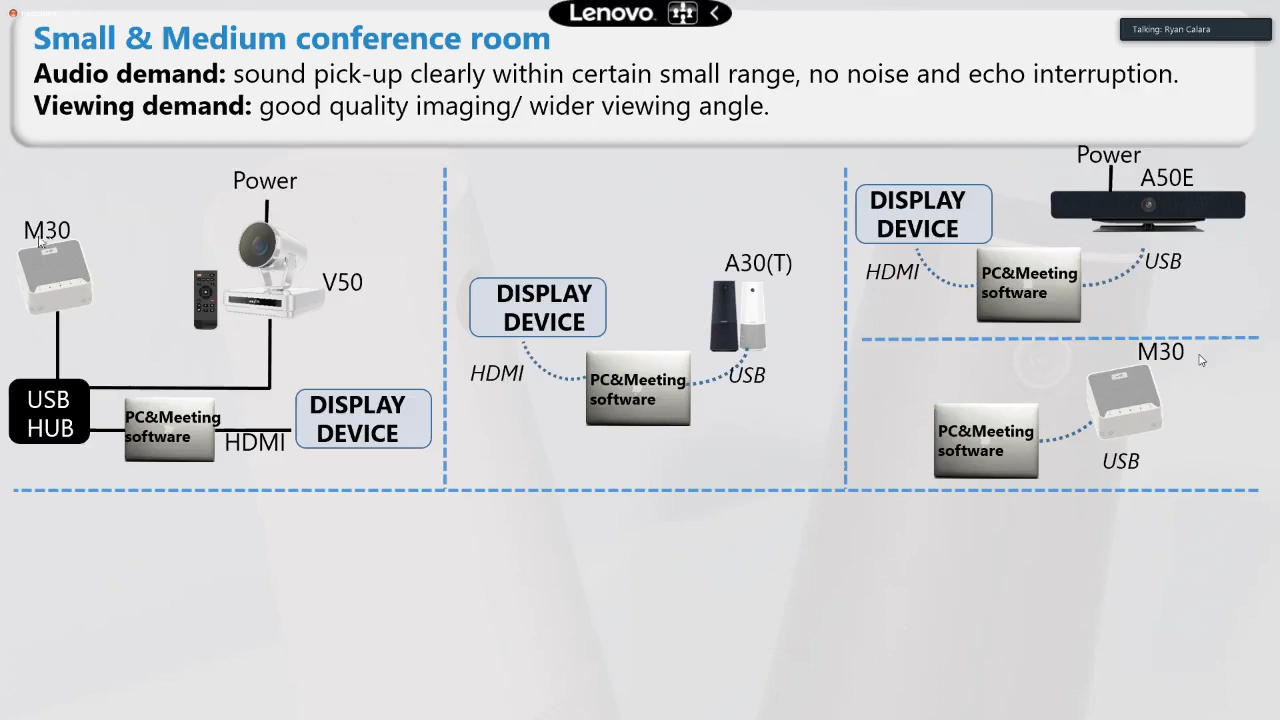 Lenovo
Talking: Ryan Calara
Small & Medium conference room
Audio demand: sound pick-up clearly within certain small range, no noise and echo interruption.
Viewing demand: good quality imaging/ wider viewing angle.
Power
M30
V50
USB
HUB
PC&Meeting
software
HDMI
DISPLAY
DEVICE
A30(T)
DISPLAY
DEVICE
HDMI
PC&Meeting
software
USB
Power
A50E
DISPLAY
DEVICE
HDMI
PC&Meeting
software
USB
M30
PC&Meeting
software
USB